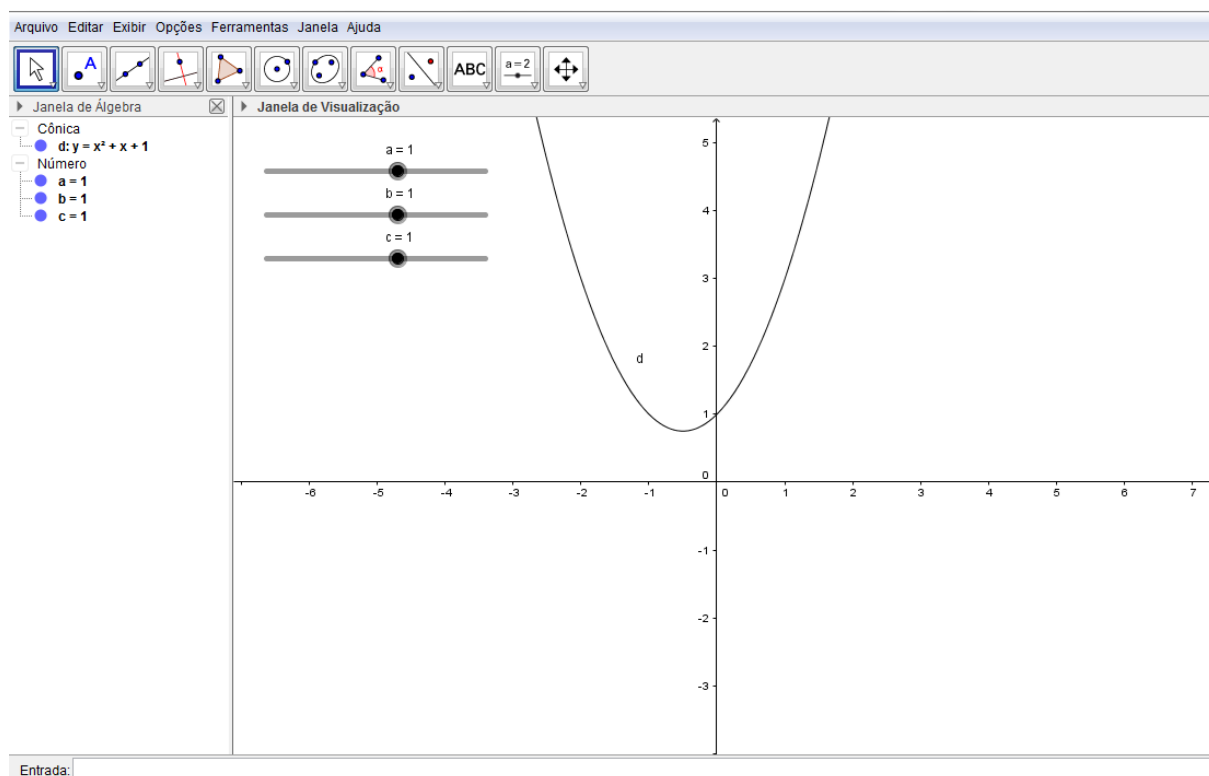 Arquivo Editar Exibir Opções Ferramentas Janela Ajuda
A α ABC a = 2
Janela de Álgebra
Janela de Visualização
Cônica
d: y = x² + x + 1
Número
a = 1
b = 1
c = 1
a = 1
b = 1
c = 1
d
5
4
3
2
1
0
-6 -5 -4 -3 -2 -1 0 1 2 3 4 5 6 7
-1
-2
-3
Entrada: